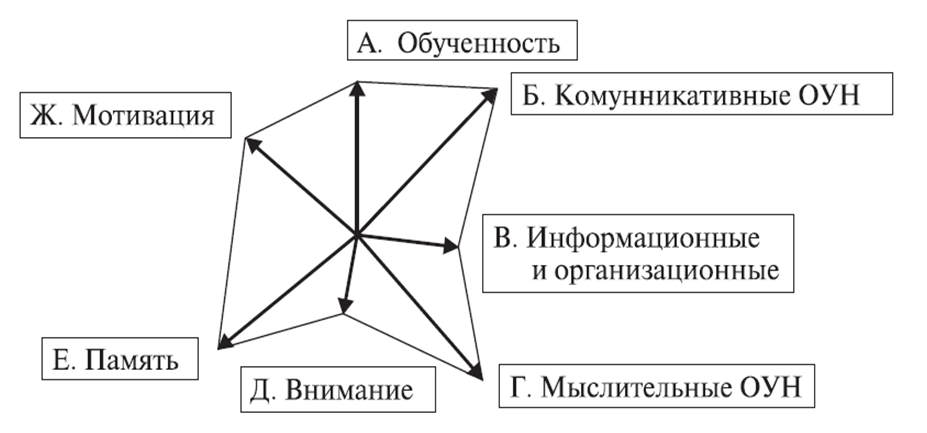 А. Обученность
Б. Комунникативные ОУН
Ж. Мотивация
В. Информационные
и организационные
Е. Память
Д. Внимание
Г. Мыслительные ОУН